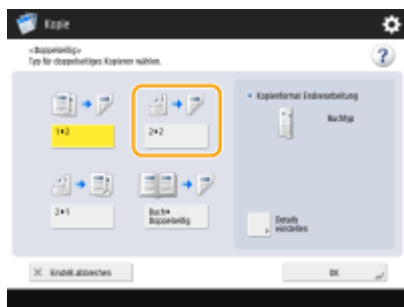 Kopie
<Doppelseitig>
Typ für doppelseitiges Kopieren wählen.
?
1▸2
2▸2
2▸1
Buch▸
Doppelseitig
• Kopienformat Endverarbeitung
Buchtyp
Details
einstellen
× Einstell.abbrechen
OK